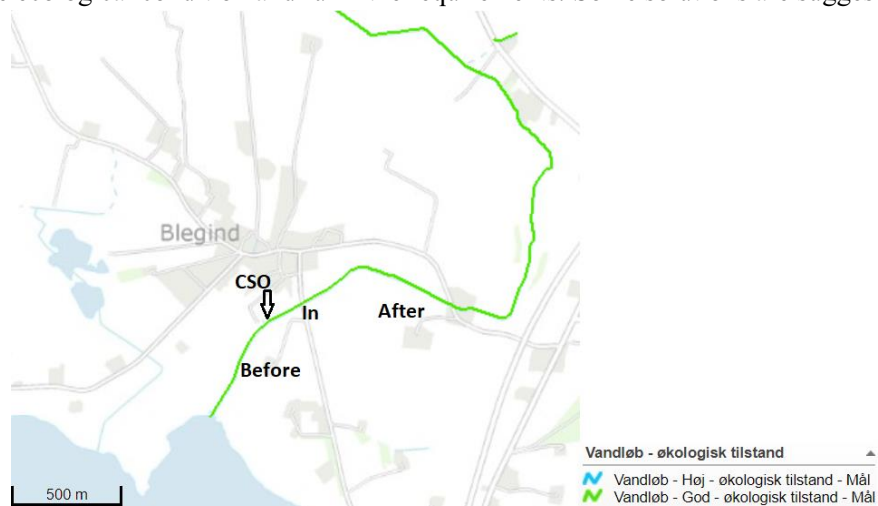 Blegind
CSO
In
After
Before
500 m
Vandløb - økologisk tilstand
Vandløb - Høj - økologisk tilstand - Mål
Vandløb - God - økologisk tilstand - Mål